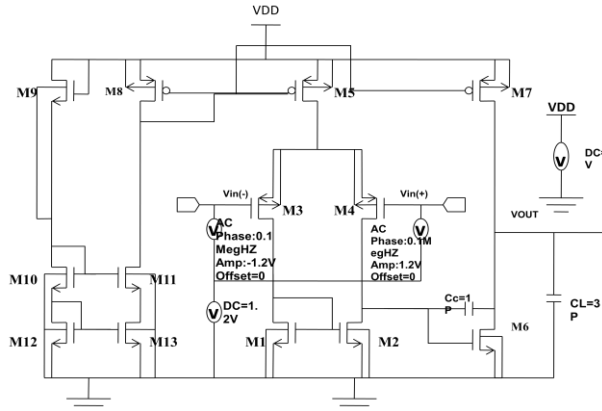 VDD
M9
M8
M5
M7
VDD
DC=
V
V
Vin(-)
Vin(+)
M3
M4
VOUT
V
V
AC
Phase:0.1
MegHZ
Amp:-1.2V
Offset=0
AC
Phase:0.1M
egHZ
Amp:1.2V
Offset=0
M10
M11
Cc=1
P
CL=3
P
V
DC=1.
2V
M12
M13
M1
M2
M6